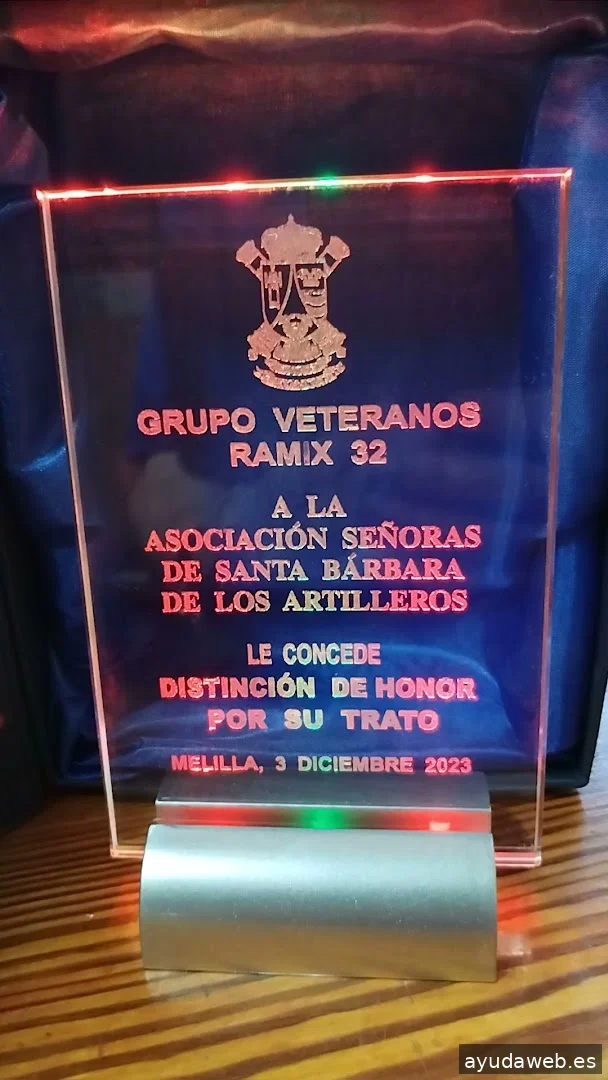 GRUPO VETERANOS
RAMIX 32
A LA
ASOCIACIÓN SEÑORAS
DE SANTA BÁRBARA
DE LOS ARTILLEROS
LE CONCEDE
DISTINCIÓN DE HONOR
POR SU TRATO
MELILLA, 3 DICIEMBRE 2023
ayudaweb.es